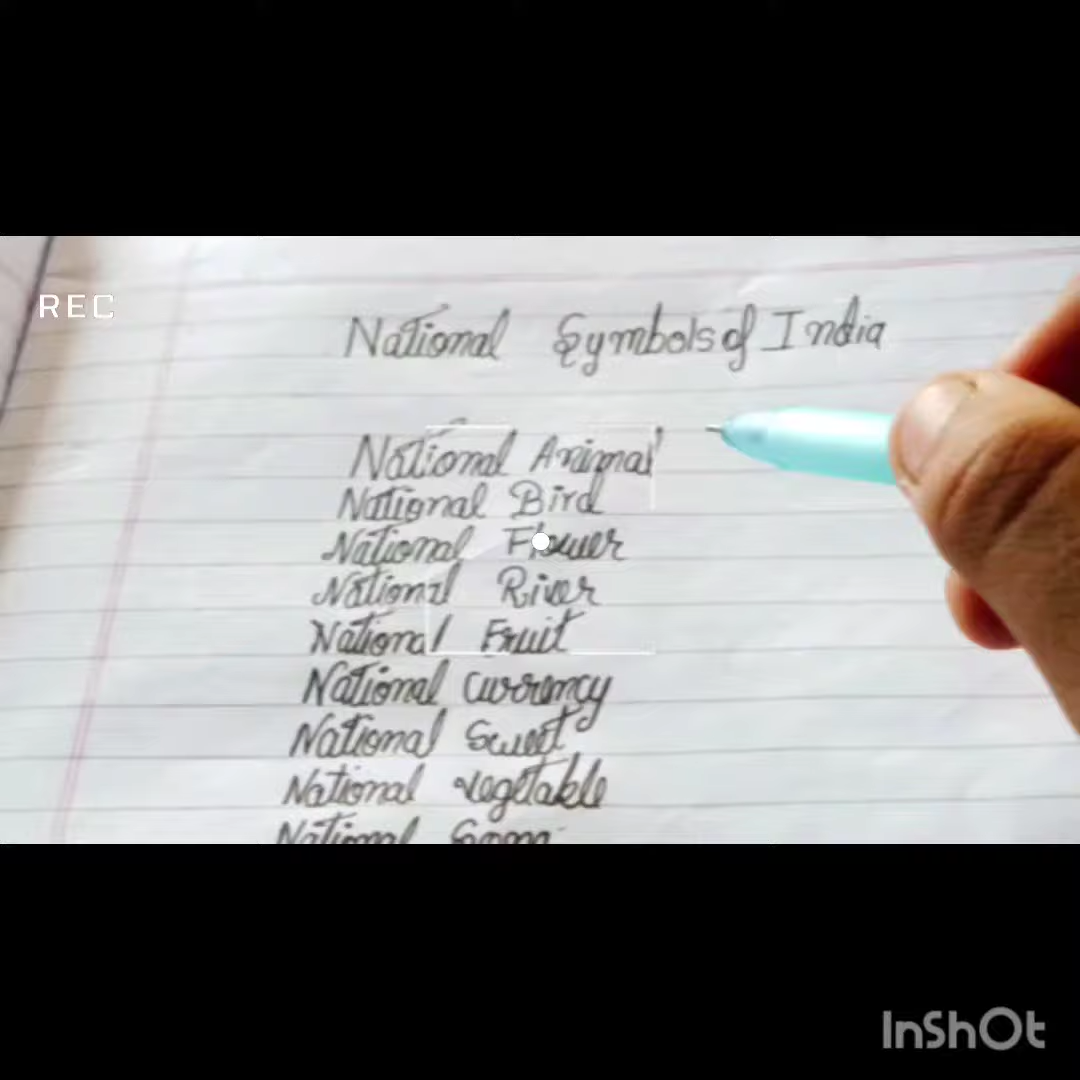 REC
National Symbols of India
National Animal
National Bird
National Flower
National River
National Fruit
National Currency
National Sweet
National Vegetable
National
InShOt